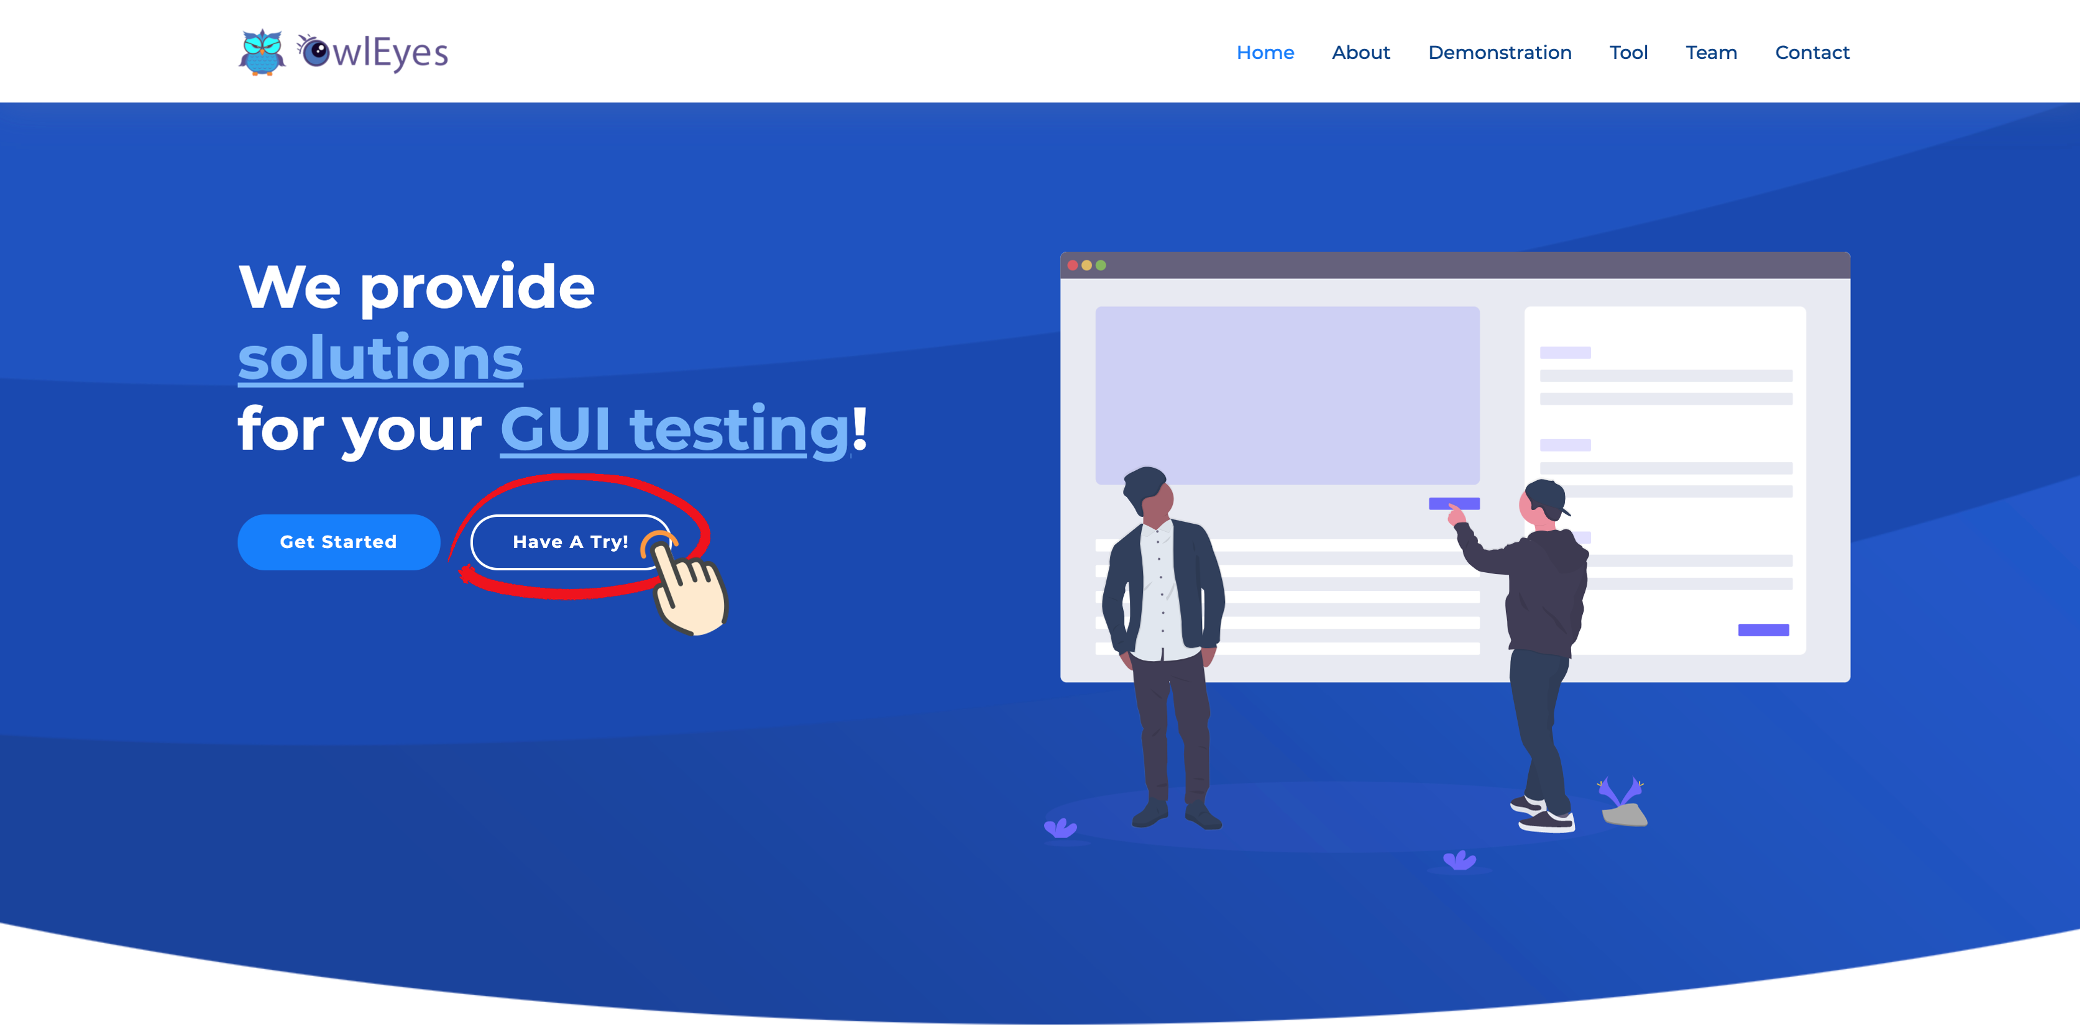 OwlEyes
Home About Demonstration Tool Team Contact
We provide
solutions
for your GUI testing!
Get Started Have A Try!